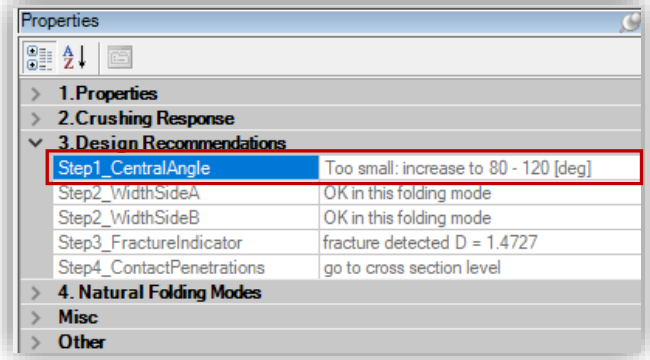 Properties
A
Z
1.Properties
2.Crushing Response
3.Design Recommendations
Step1_CentralAngle Too small: increase to 80 - 120 [deg]
Step2_WidthSideA OK in this folding mode
Step2_WidthSideB OK in this folding mode
Step3_FractureIndicator fracture detected D = 1.4727
Step4_ContactPenetrations go to cross section level
4. Natural Folding Modes
Misc
Other